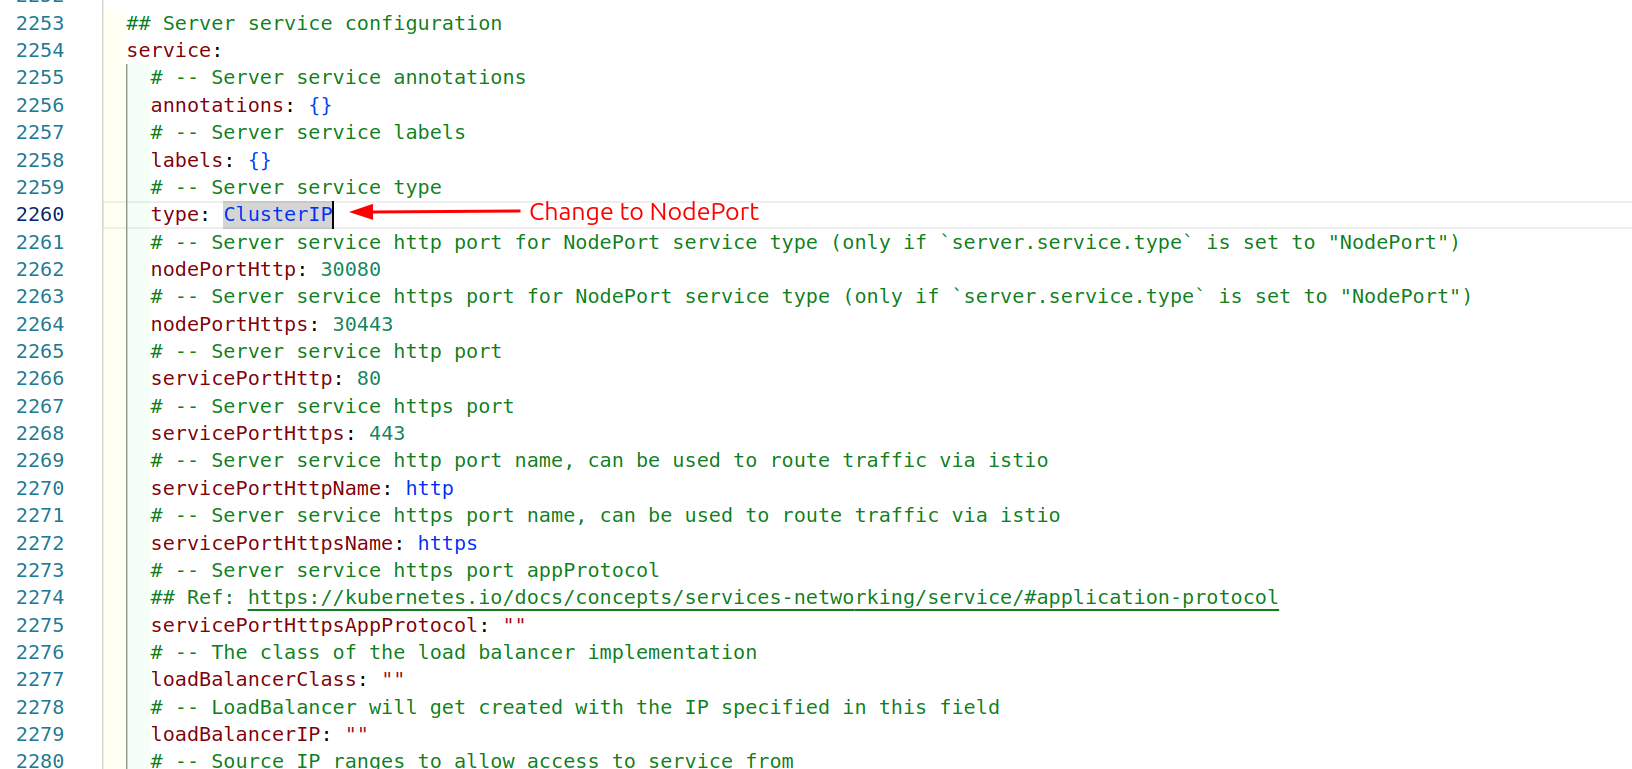 2253 ## Server service configuration
2254 service:
2255 # -- Server service annotations
2256 annotations: {}
2257 # -- Server service labels
2258 labels: {}
2259 # -- Server service type
2260 type: ClusterIP Change to NodePort
2261 # -- Server service http port for NodePort service type (only if `server.service.type` is set to "NodePort")
2262 nodePortHttp: 30080
2263 # -- Server service https port for NodePort service type (only if `server.service.type` is set to "NodePort")
2264 nodePortHttps: 30443
2265 # -- Server service http port
2266 servicePortHttp: 80
2267 # -- Server service https port
2268 servicePortHttps: 443
2269 # -- Server service http port name, can be used to route traffic via istio
2270 servicePortHttpName: http
2271 # -- Server service https port name, can be used to route traffic via istio
2272 servicePortHttpsName: https
2273 # -- Server service https port appProtocol
2274 ## Ref: https://kubernetes.io/docs/concepts/services-networking/service/#application-protocol
2275 servicePortHttpsAppProtocol: ""
2276 # -- The class of the load balancer implementation
2277 loadBalancerClass: ""
2278 # -- LoadBalancer will get created with the IP specified in this field
2279 loadBalancerIP: ""
2280 # -- Source IP ranges to allow access to service from